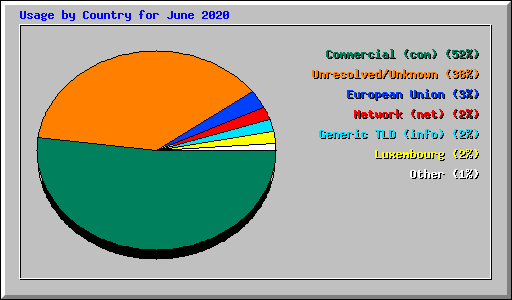 Usage by Country for June 2020
Commercial (com) (52%)
Unresolved/Unknown (38%)
European Union (3%)
Network (net) (2%)
Generic TLD (info) (2%)
Luxembourg (2%)
Other (1%)